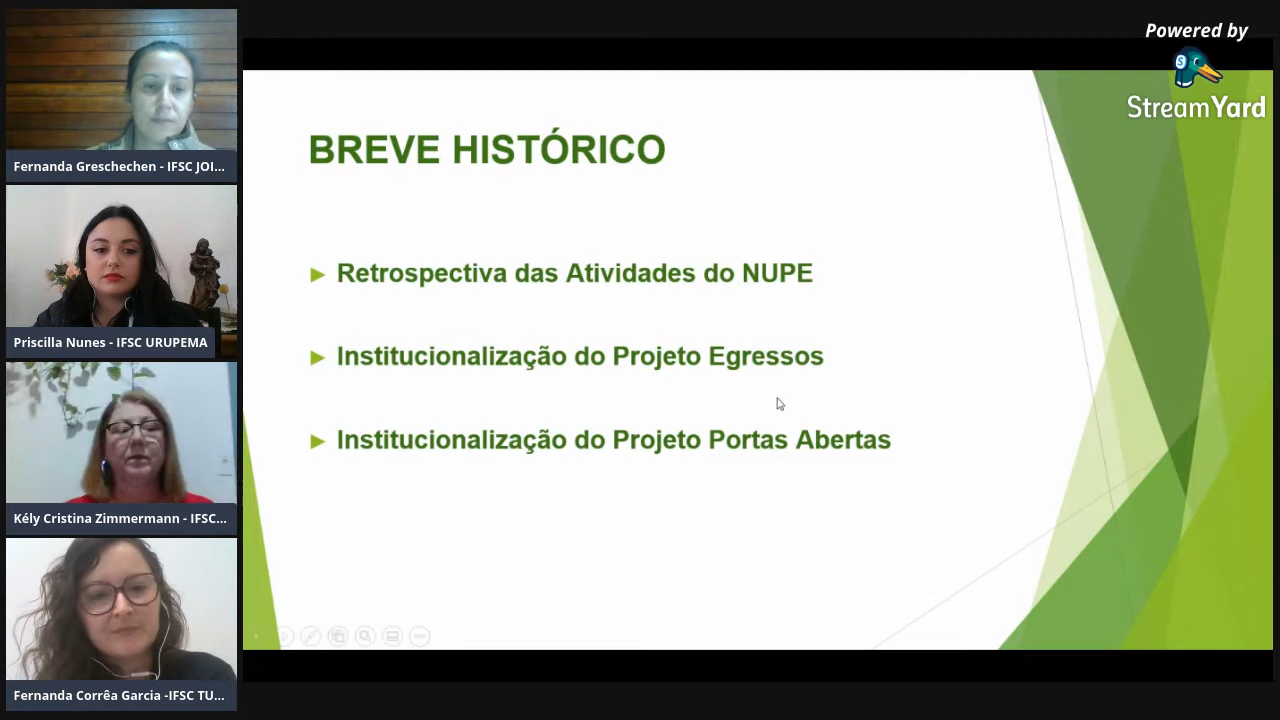 Powered by
StreamYard
Fernanda Greschechen - IFSC JOI...
Priscilla Nunes - IFSC URUPEMA
Kély Cristina Zimmermann - IFSC...
Fernanda Corrêa Garcia -IFSC TU...
BREVE HISTÓRICO
Retrospectiva das Atividades do NUPE
Institucionalização do Projeto Egressos
Institucionalização do Projeto Portas Abertas